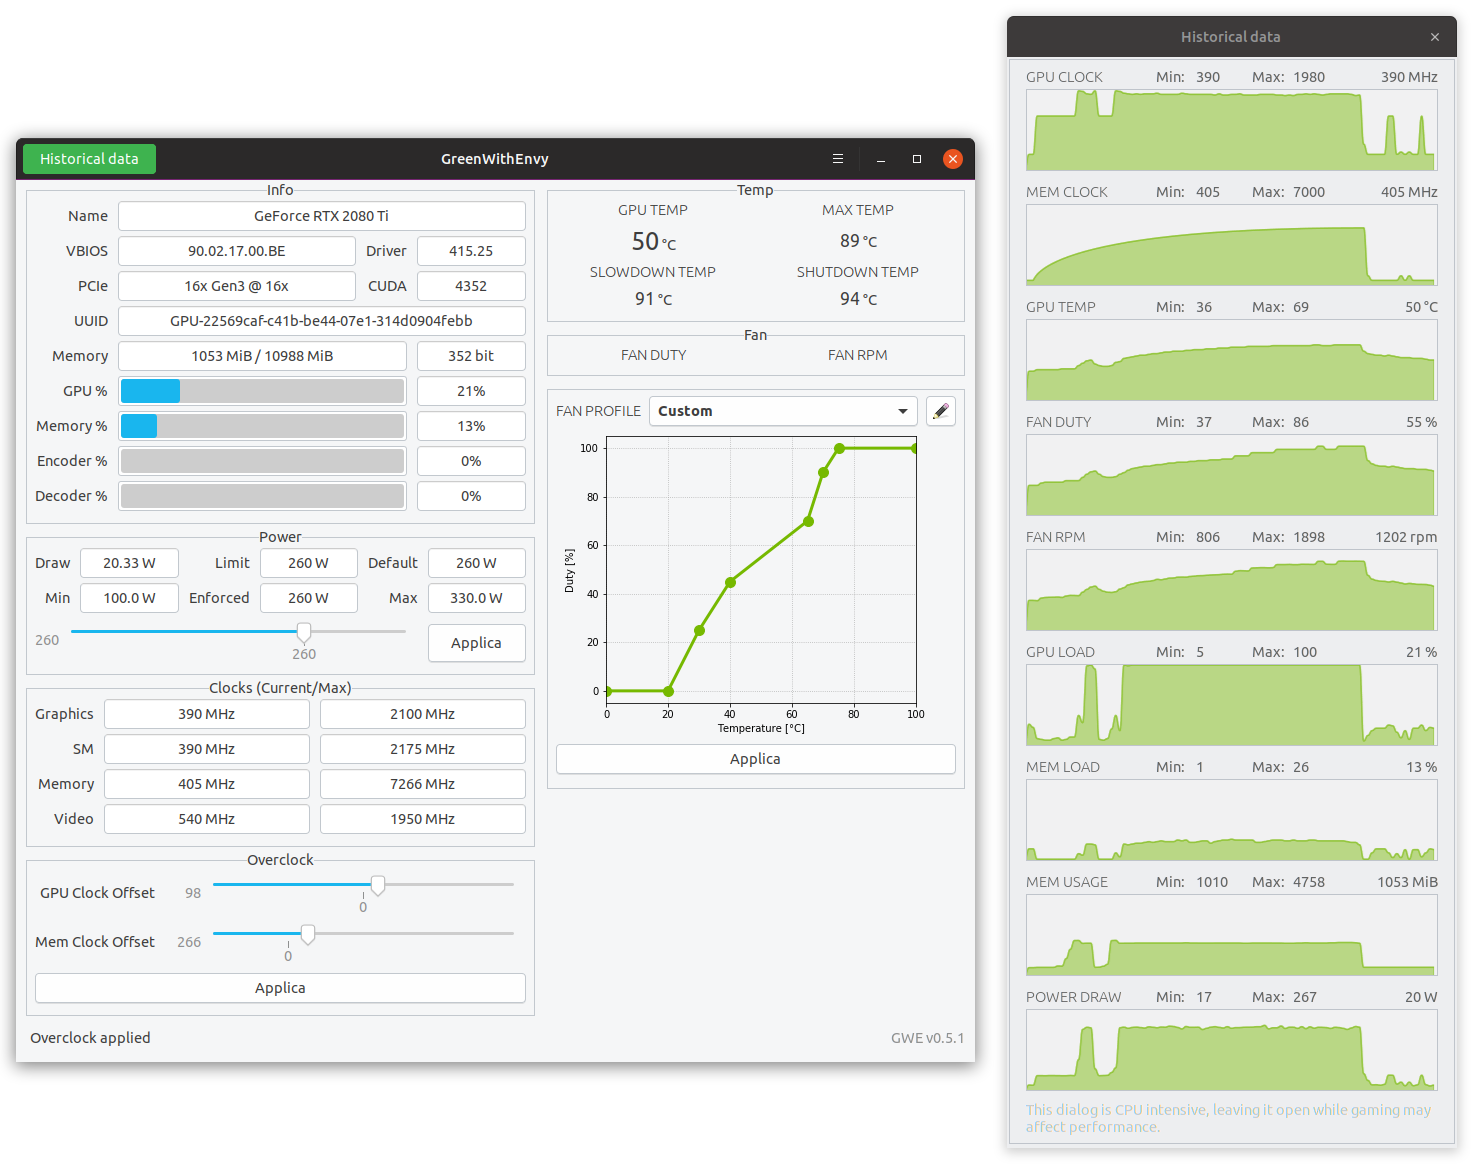 Historical data
GreenWithEnvy
Info
Name GeForce RTX 2080 Ti
VBIOS 90.02.17.00.BE Driver 415.25
PCIe 16x Gen3 @ 16x CUDA 4352
UUID GPU-22569caf-c41b-be44-07e1-314d0904febb
Memory 1053 MiB / 10988 MiB 352 bit
GPU % 21%
Memory % 13%
Encoder % 0%
Decoder % 0%
Power
Draw 20.33 W Limit 260 W Default 260 W
Min 100.0 W Enforced 260 W Max 330.0 W
260
260
Applica
Clocks (Current/Max)
Graphics 390 MHz 2100 MHz
SM 390 MHz 2175 MHz
Memory 405 MHz 7266 MHz
Video 540 MHz 1950 MHz
Overclock
GPU Clock Offset 98
0
Mem Clock Offset 266
0
Applica
Overclock applied
Temp
GPU TEMP MAX TEMP
50 °C 89 °C
SLOWDOWN TEMP SHUTDOWN TEMP
91 °C 94 °C
Fan
FAN DUTY FAN RPM
FAN PROFILE Custom
100
80
60
40
20
0
Duty [%]
0 20 40 60 80 100
Temperature [°C]
Applica
GWE v0.5.1
Historical data
GPU CLOCK Min: 390 Max: 1980 390 MHz
MEM CLOCK Min: 405 Max: 7000 405 MHz
GPU TEMP Min: 36 Max: 69 50 °C
FAN DUTY Min: 37 Max: 86 55 %
FAN RPM Min: 806 Max: 1898 1202 rpm
GPU LOAD Min: 5 Max: 100 21 %
MEM LOAD Min: 1 Max: 26 13 %
MEM USAGE Min: 1010 Max: 4758 1053 MiB
POWER DRAW Min: 17 Max: 267 20 W
This dialog is CPU intensive, leaving it open while gaming may
affect performance.